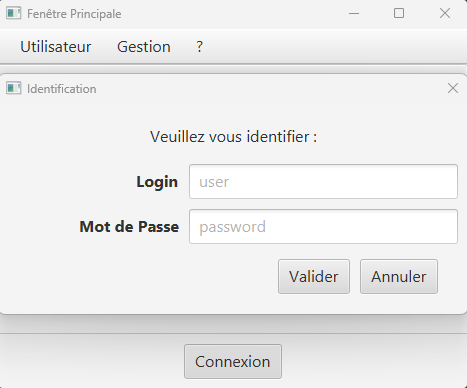 Fenêtre Principale
Utilisateur Gestion ?
Identification
Veuillez vous identifier :
Login user
Mot de Passe password
Valider Annuler
Connexion